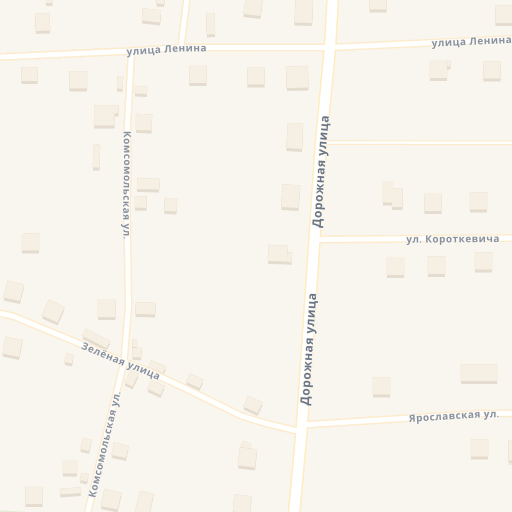 улица Ленина
улица Ленина
Комсомольская ул.
Дорожная улица
ул. Короткевича
Дорожная улица
Зелёная улица
Комсомольская ул.
Ярославская ул.